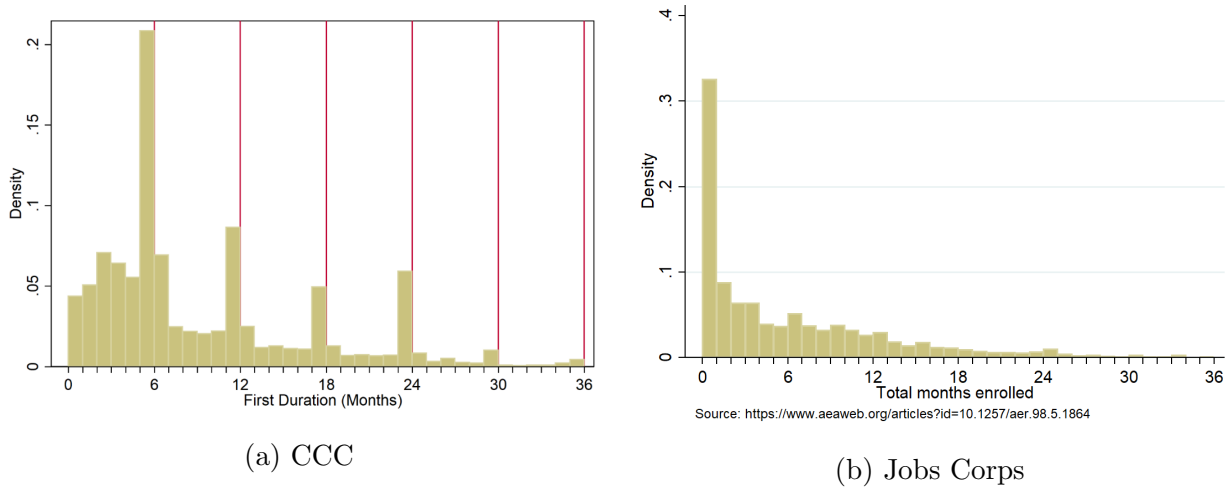 .2
.15
.1
.05
0
Density
0 6 12 18 24 30 36
First Duration (Months)
(a) CCC
.4
.3
.2
.1
0
Density
0 6 12 18 24 30 36
Total months enrolled
Source: https://www.aeaweb.org/articles?id=10.1257/aer.98.5.1864
(b) Jobs Corps